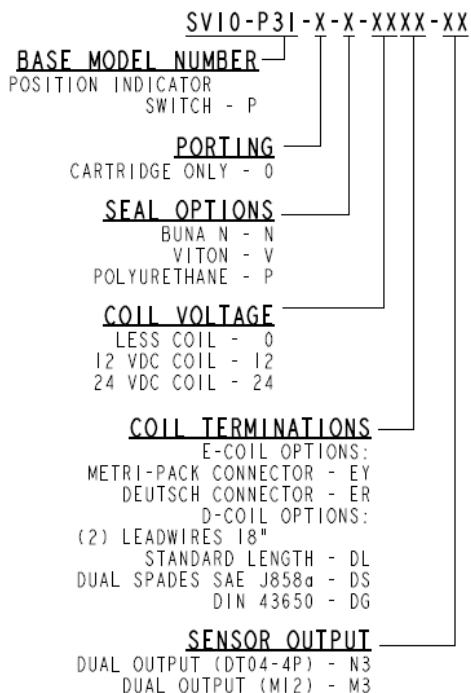 SV10-P31-X-X-XXXX-XX
BASE MODEL NUMBER
POSITION INDICATOR
SWITCH - P
PORTING
CARTRIDGE ONLY - 0
SEAL OPTIONS
BUNA N - N
VITON - V
POLYURETHANE - P
COIL VOLTAGE
LESS COIL - 0
12 VDC COIL - 12
24 VDC COIL - 24
COIL TERMINATIONS
E-COIL OPTIONS:
METRI-PACK CONNECTOR - EY
DEUTSCH CONNECTOR - ER
D-COIL OPTIONS:
(2) LEADWIRES 18"
STANDARD LENGTH - DL
DUAL SPADES SAE J858a - DS
DIN 43650 - DG
SENSOR OUTPUT
DUAL OUTPUT (DT04-4P) - N3
DUAL OUTPUT (M12) - M3